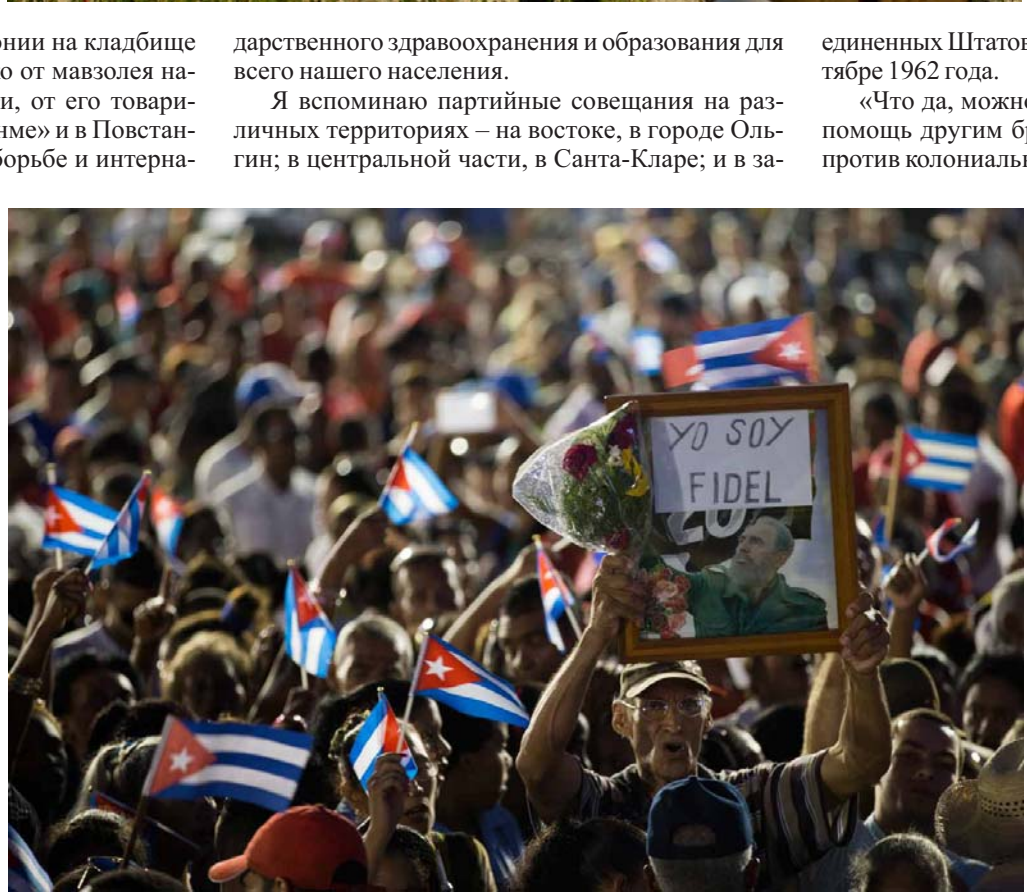 онии на кладбище
о от мавзолея на-
и, от его товари-
нме» и в Повстан-
борьбе и интерна-
дарственного здравоохранения и образования для
всего нашего населения.
Я вспоминаю партийные совещания на раз-
личных территориях – на востоке, в городе Оль-
гин; в центральной части, в Санта-Кларе; и в за-
единенных Штатов
тябре 1962 года.
«Что да, можно
помощь другим бр
против колониальн
YO SOY
FIDEL